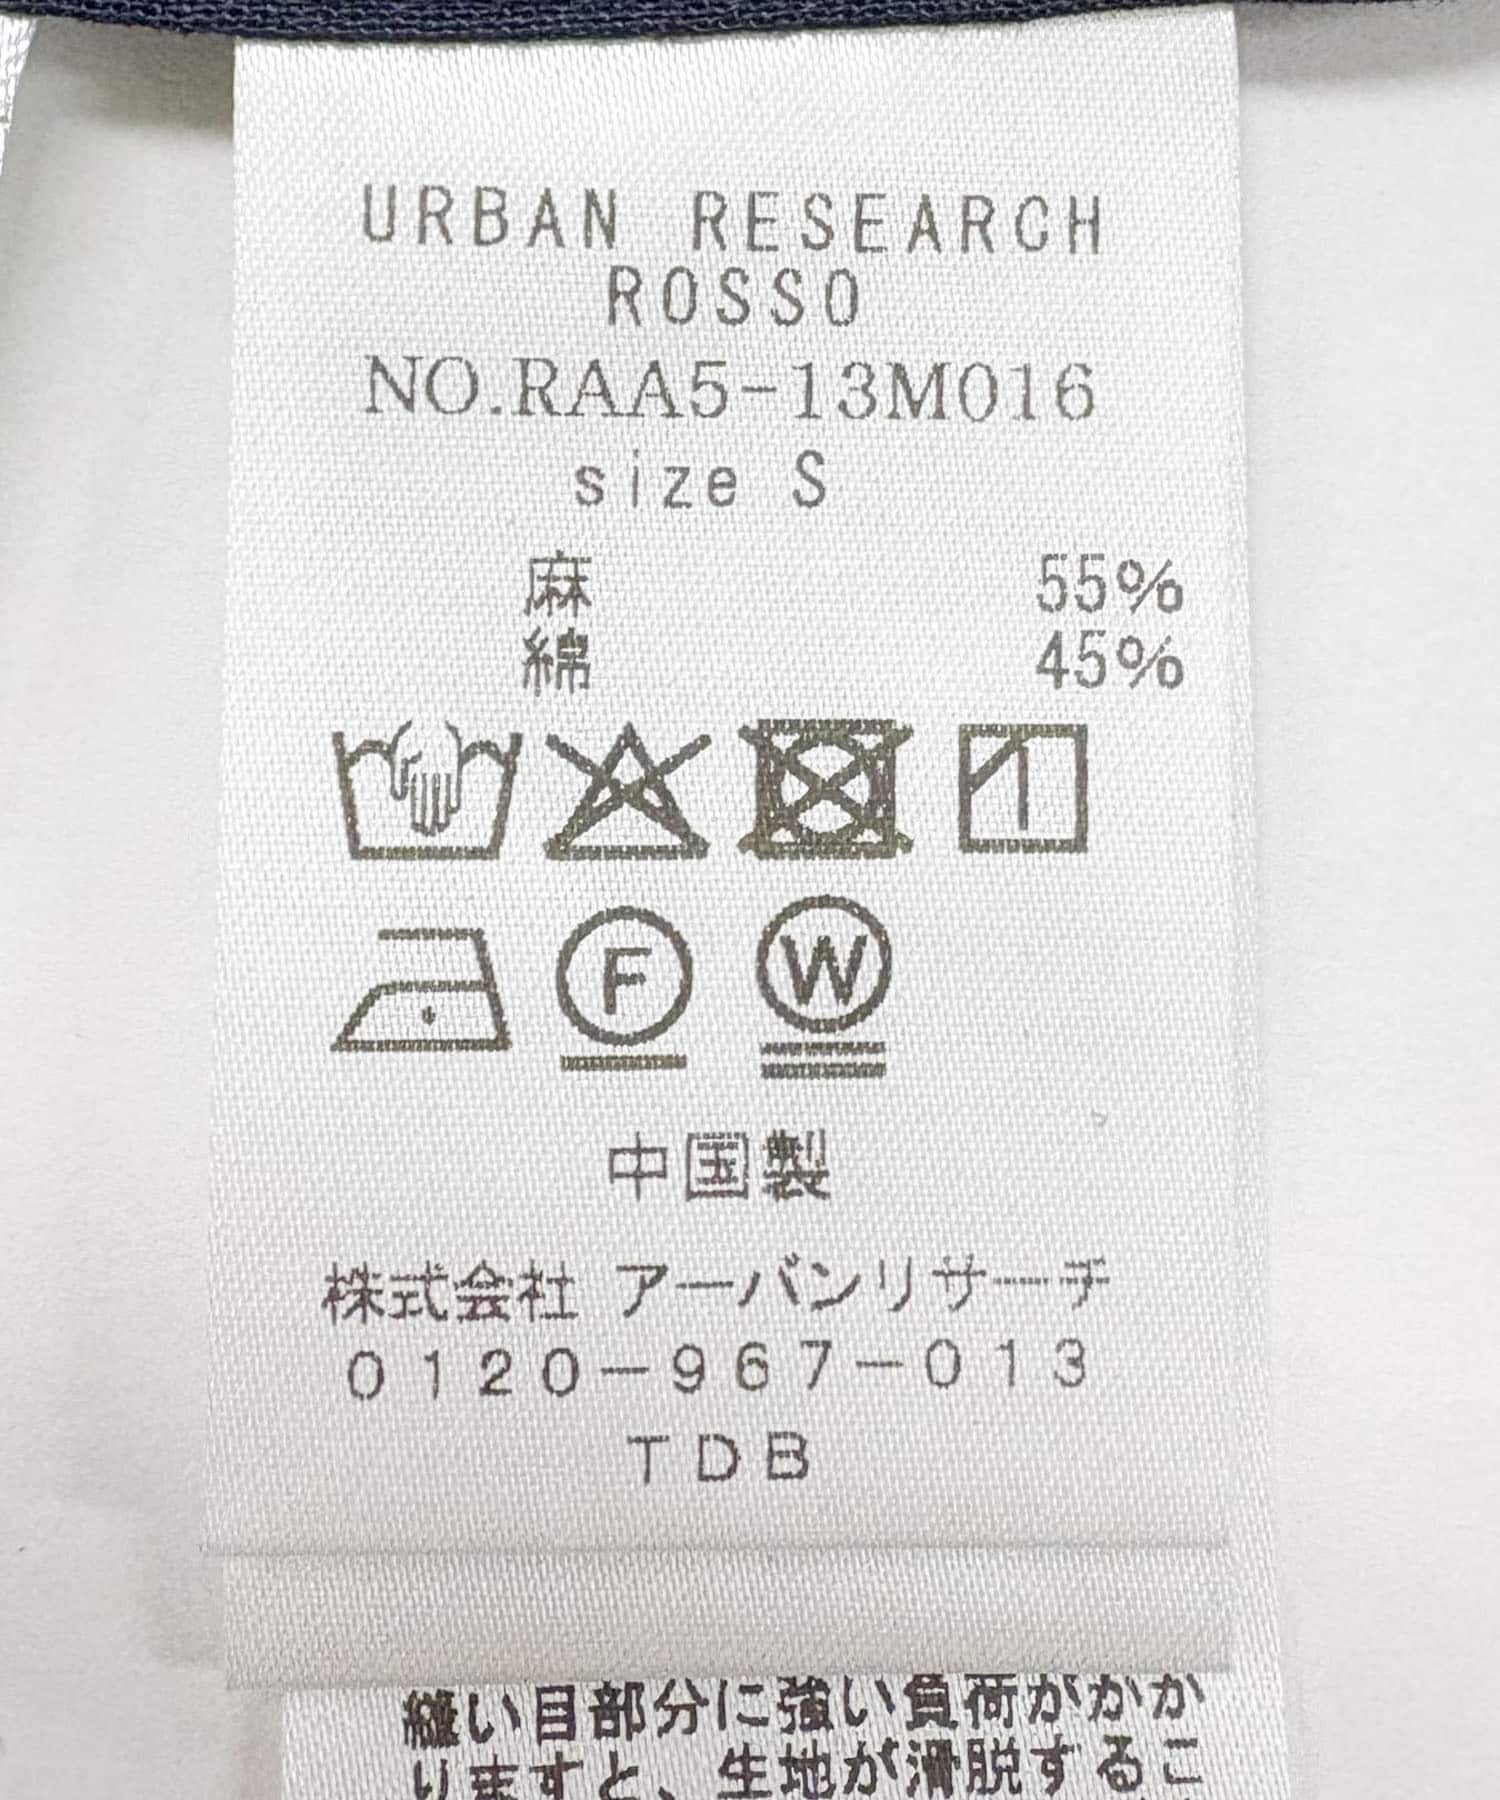 URBAN RESEARCH
ROSSO
NO.RAA5-13M016
size S
麻 55%
綿 45%
F W
中国製
株式会社 アーバンリサーチ
0120-967-013
TDB
縫い目部分に強い負荷がかか
りますと、生地が滑脱するこ